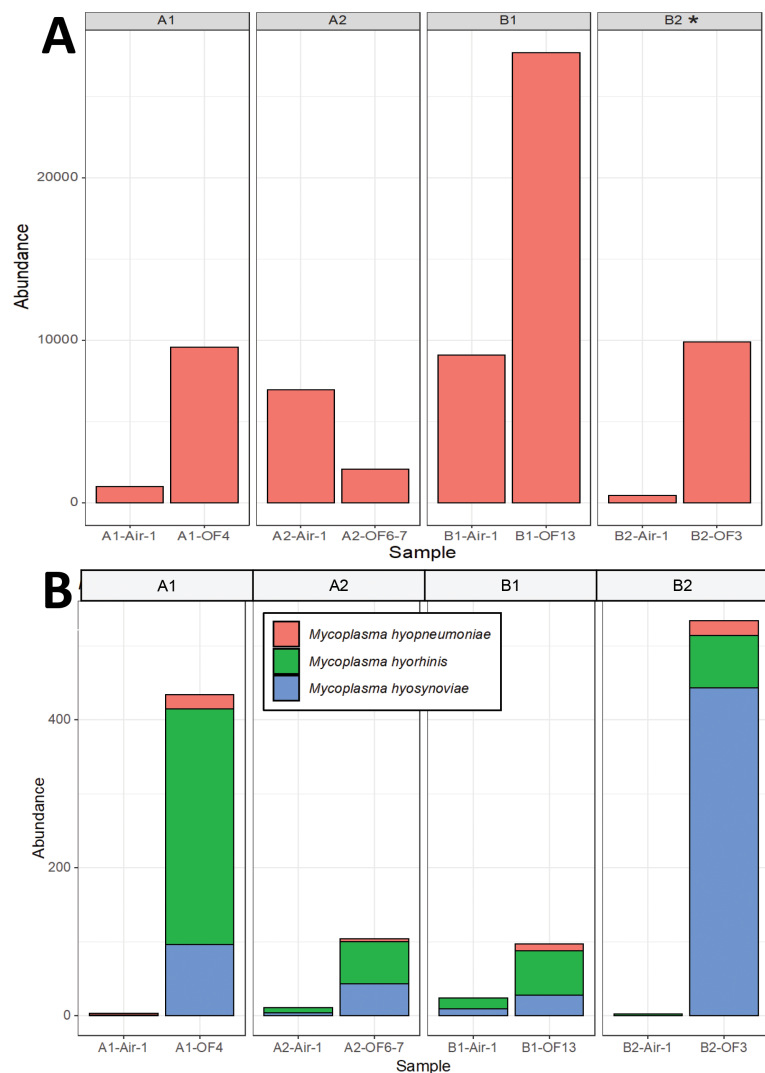 A
A1 A2 B1 B2 *
Abundance
20000
10000
0
A1-Air-1 A1-OF4 A2-Air-1 A2-OF6-7 B1-Air-1 B1-OF13 B2-Air-1 B2-OF3
Sample
B
A1 A2 B1 B2
Mycoplasma hyopneumoniae
Mycoplasma hyorhinis
Mycoplasma hyosynoviae
Abundance
400
200
0
A1-Air-1 A1-OF4 A2-Air-1 A2-OF6-7 B1-Air-1 B1-OF13 B2-Air-1 B2-OF3
Sample